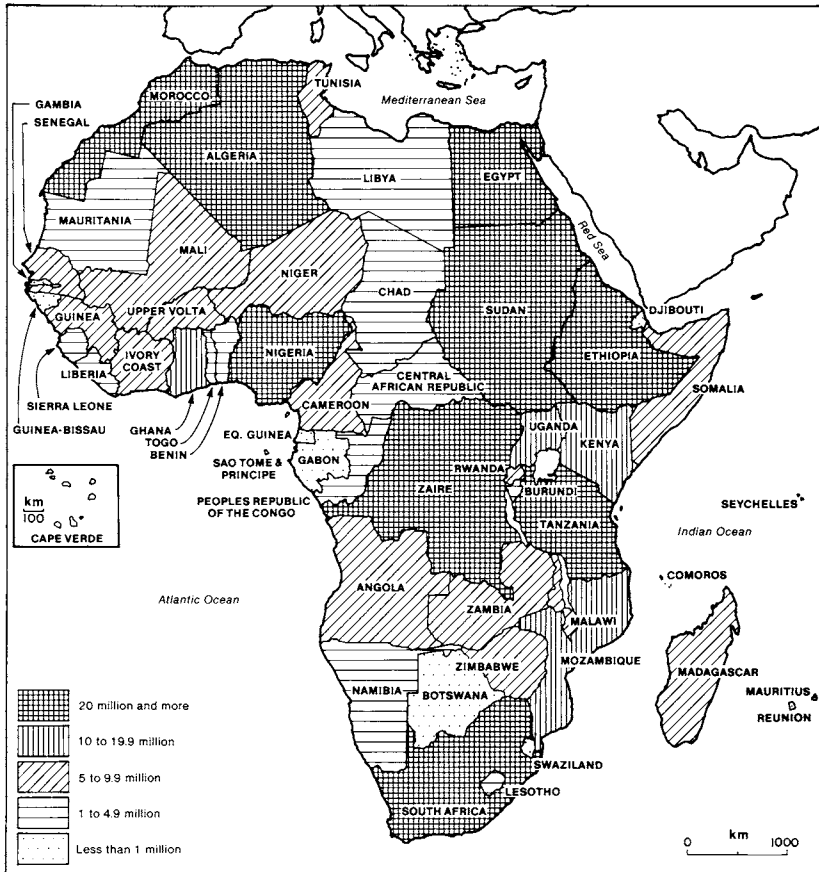 TUNISIA
MOROCCO
Mediterranean Sea
GAMBIA
SENEGAL
ALGERIA
LIBYA
EGYPT
MAURITANIA
Red Sea
MALI
NIGER
CHAD
SUDAN
DJIBOUTI
UPPER VOLTA
GUINEA
NIGERIA
ETHIOPIA
IVORY
COAST
LIBERIA
CENTRAL
AFRICAN REPUBLIC
SOMALIA
SIERRA LEONE
CAMEROON
GUINEA-BISSAU
GHANA
TOGO
BENIN
UGANDA
KENYA
EQ. GUINEA
GABON
SAO TOME &
PRINCIPE
RWANDA
ZAIRE
BURUNDI
PEOPLES REPUBLIC
OF THE CONGO
TANZANIA
SEYCHELLES
km
100
CAPE VERDE
Indian Ocean
COMOROS
ANGOLA
Atlantic Ocean
ZAMBIA
MALAWI
MOZAMBIQUE
ZIMBABWE
MADAGASCAR
NAMIBIA
BOTSWANA
MAURITIUS
REUNION
20 million and more
10 to 19.9 million
SWAZILAND
5 to 9.9 million
LESOTHO
SOUTH AFRICA
1 to 4.9 million
km
0 1000
Less than 1 million